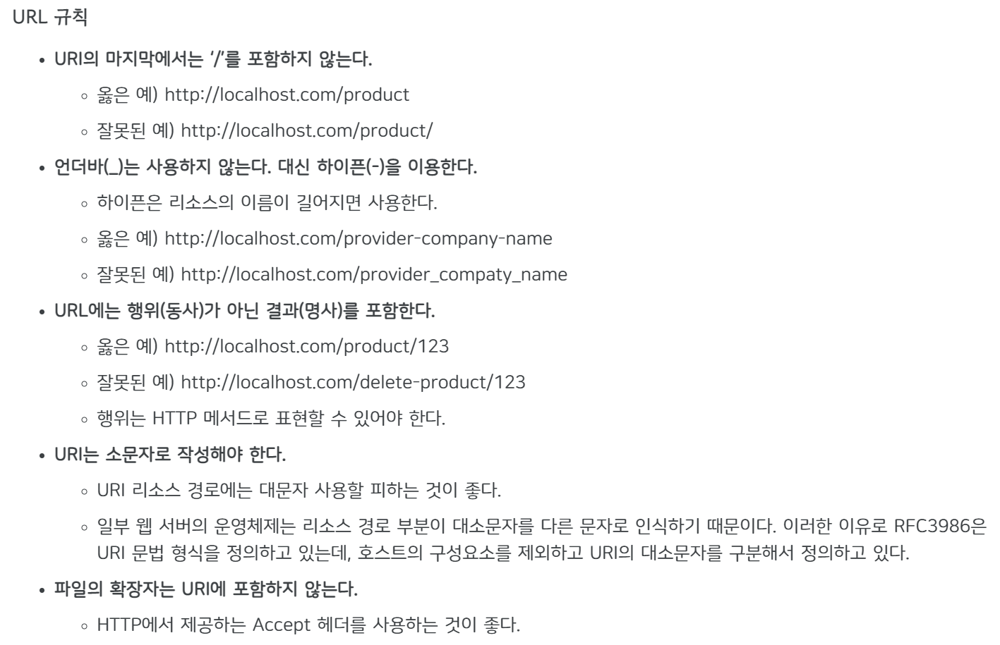 URL 규칙
• URI의 마지막에서는 ‘/’를 포함하지 않는다.
◦ 옳은 예) http://localhost.com/product
◦ 잘못된 예) http://localhost.com/product/
• 언더바(_)는 사용하지 않는다. 대신 하이픈(-)을 이용한다.
◦ 하이픈은 리소스의 이름이 길어지면 사용한다.
◦ 옳은 예) http://localhost.com/provider-company-name
◦ 잘못된 예) http://localhost.com/provider_compaty_name
• URL에는 행위(동사)가 아닌 결과(명사)를 포함한다.
◦ 옳은 예) http://localhost.com/product/123
◦ 잘못된 예) http://localhost.com/delete-product/123
◦ 행위는 HTTP 메서드로 표현할 수 있어야 한다.
• URI는 소문자로 작성해야 한다.
◦ URI 리소스 경로에는 대문자 사용할 피하는 것이 좋다.
◦ 일부 웹 서버의 운영체제는 리소스 경로 부분이 대소문자를 다른 문자로 인식하기 때문이다. 이러한 이유로 RFC3986은
URI 문법 형식을 정의하고 있는데, 호스트의 구성요소를 제외하고 URI의 대소문자를 구분해서 정의하고 있다.
• 파일의 확장자는 URI에 포함하지 않는다.
◦ HTTP에서 제공하는 Accept 헤더를 사용하는 것이 좋다.